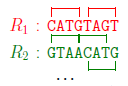 R₁ : CATGTAGT
R₂ : GTAACATG
...